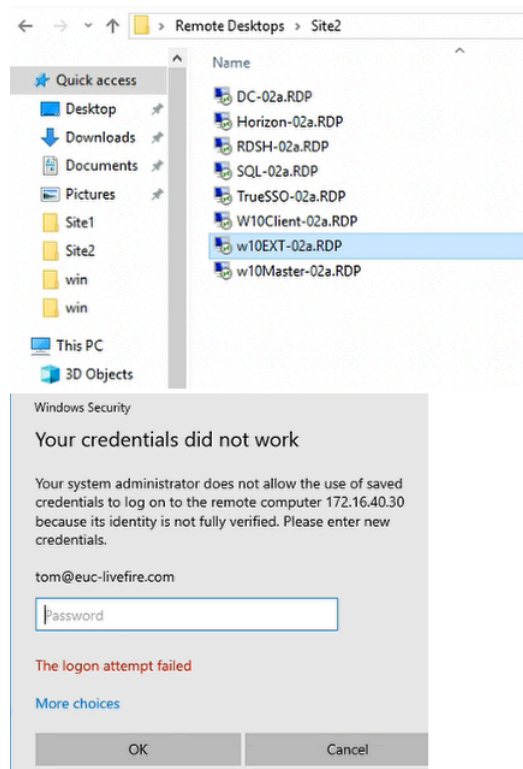 Remote Desktops > Site2
Name
Quick access
Desktop
Downloads
Documents
Pictures
Site1
Site2
win
win
This PC
3D Objects
DC-02a.RDP
Horizon-02a.RDP
RDSH-02a.RDP
SQL-02a.RDP
TrueSSO-02a.RDP
W10Client-02a.RDP
w10EXT-02a.RDP
w10Master-02a.RDP
Windows Security
Your credentials did not work
Your system administrator does not allow the use of saved
credentials to log on to the remote computer 172.16.40.30
because its identity is not fully verified. Please enter new
credentials.
tom@euc-livefire.com
Password
The logon attempt failed
More choices
OK
Cancel